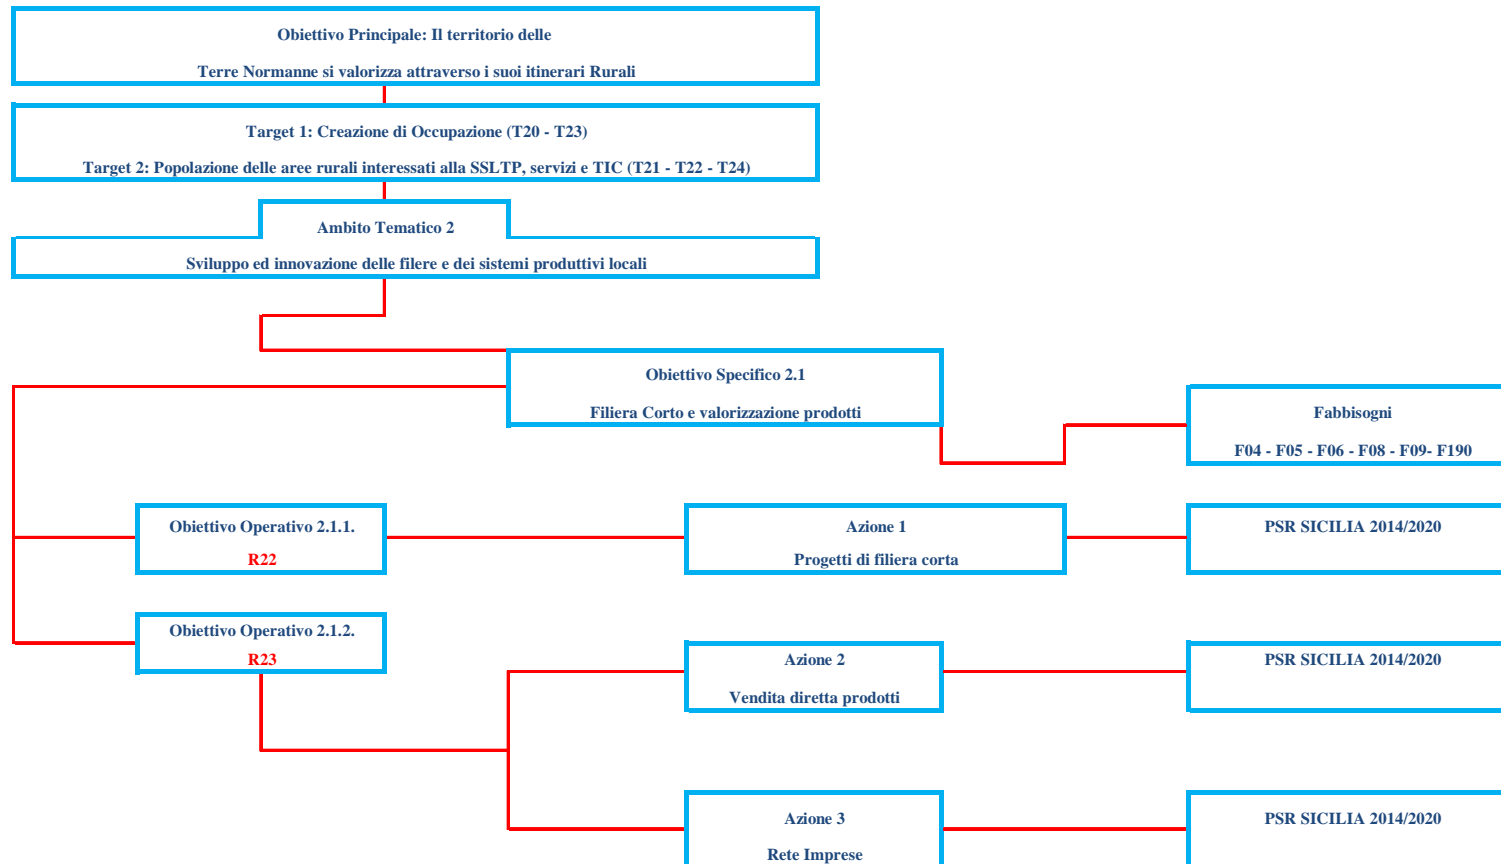 Obiettivo Principale: Il territorio delle
Terre Normanne si valorizza attraverso i suoi itinerari Rurali
Target 1: Creazione di Occupazione (T20 - T23)
Target 2: Popolazione delle aree rurali interessati alla SSLTP, servizi e TIC (T21 - T22 - T24)
Ambito Tematico 2
Sviluppo ed innovazione delle filere e dei sistemi produttivi locali
Obiettivo Specifico 2.1
Filiera Corto e valorizzazione prodotti
Fabbisogni
F04 - F05 - F06 - F08 - F09- F190
Obiettivo Operativo 2.1.1.
R22
Azione 1
Progetti di filiera corta
PSR SICILIA 2014/2020
Obiettivo Operativo 2.1.2.
R23
Azione 2
Vendita diretta prodotti
PSR SICILIA 2014/2020
Azione 3
Rete Imprese
PSR SICILIA 2014/2020